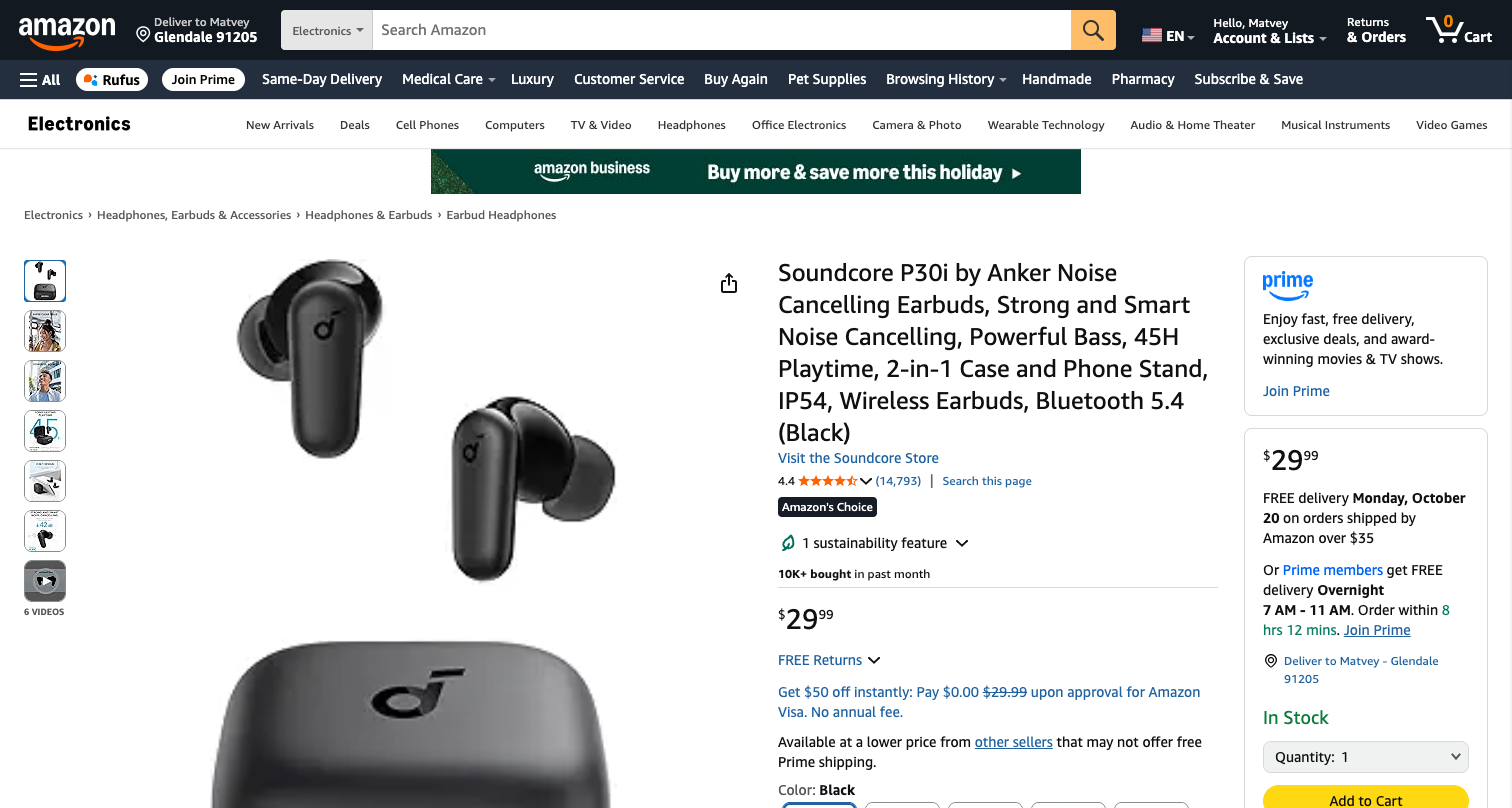 amazon
Deliver to Matvey
Glendale 91205
Electronics
Search Amazon
EN
Hello, Matvey
Account & Lists
Returns
& Orders
0
Cart
All
Rufus
Join Prime
Same-Day Delivery
Medical Care
Luxury
Customer Service
Buy Again
Pet Supplies
Browsing History
Handmade
Pharmacy
Subscribe & Save
Electronics
New Arrivals
Deals
Cell Phones
Computers
TV & Video
Headphones
Office Electronics
Camera & Photo
Wearable Technology
Audio & Home Theater
Musical Instruments
Video Games
amazon business
Buy more & save more this holiday ▸
Electronics › Headphones, Earbuds & Accessories › Headphones & Earbuds › Earbud Headphones
6 VIDEOS
Soundcore P30i by Anker Noise
Cancelling Earbuds, Strong and Smart
Noise Cancelling, Powerful Bass, 45H
Playtime, 2-in-1 Case and Phone Stand,
IP54, Wireless Earbuds, Bluetooth 5.4
(Black)
Visit the Soundcore Store
4.4 (14,793) | Search this page
Amazon's Choice
1 sustainability feature
10K+ bought in past month
$29.99
FREE Returns
Get $50 off instantly: Pay $0.00 $29.99 upon approval for Amazon
Visa. No annual fee.
Available at a lower price from other sellers that may not offer free
Prime shipping.
Color: Black
prime
Enjoy fast, free delivery,
exclusive deals, and award-
winning movies & TV shows.
Join Prime
$29.99
FREE delivery Monday, October
20 on orders shipped by
Amazon over $35
Or Prime members get FREE
delivery Overnight
7 AM - 11 AM. Order within 8
hrs 12 mins. Join Prime
Deliver to Matvey - Glendale
91205
In Stock
Quantity: 1
Add to Cart